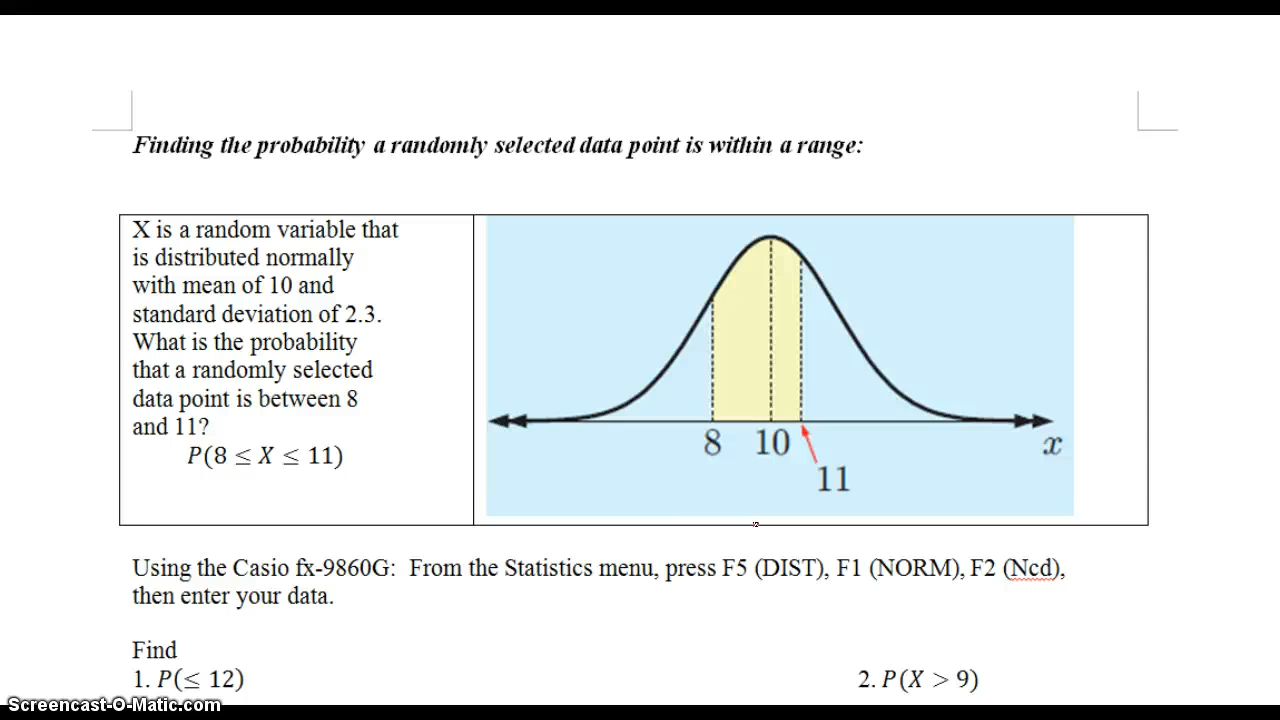 Finding the probability a randomly selected data point is within a range:
X is a random variable that
is distributed normally
with mean of 10 and
standard deviation of 2.3.
What is the probability
that a randomly selected
data point is between 8
and 11?
P(8 ≤ X ≤ 11)
8 10 x
11
Using the Casio fx-9860G: From the Statistics menu, press F5 (DIST), F1 (NORM), F2 (Ncd),
then enter your data.
Find
1. P(≤ 12) 2. P(X > 9)
Screencast-O-Matic.com